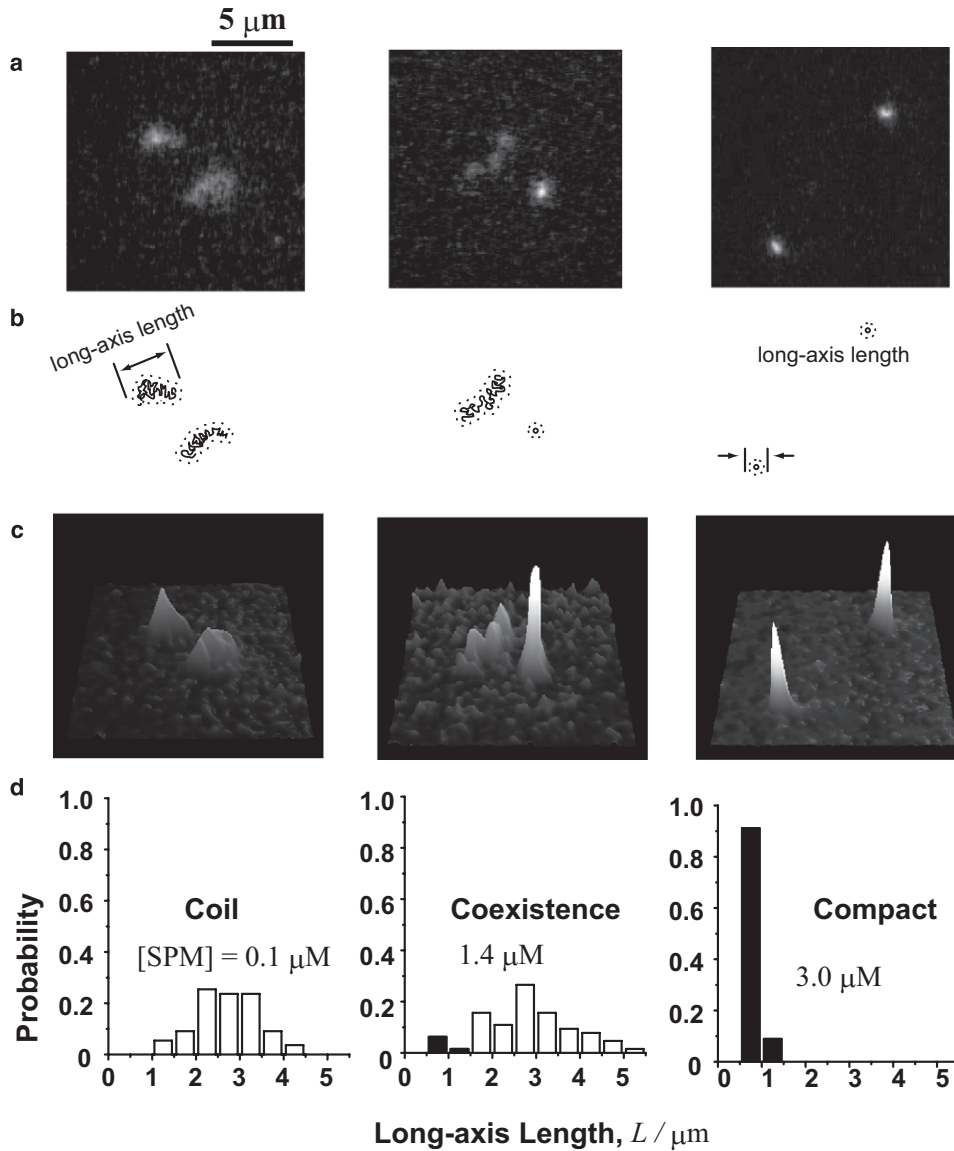 5 μm
a
b
long-axis length
long-axis length
c
d
Probability
1.0
0.8
0.6
0.4
0.2
0
Coil
[SPM] = 0.1 μM
0 1 2 3 4 5
1.0
0.8
0.6
0.4
0.2
0
Coexistence
1.4 μM
0 1 2 3 4 5
1.0
0.8
0.6
0.4
0.2
0
Compact
3.0 μM
0 1 2 3 4 5
Long-axis Length, L / μm